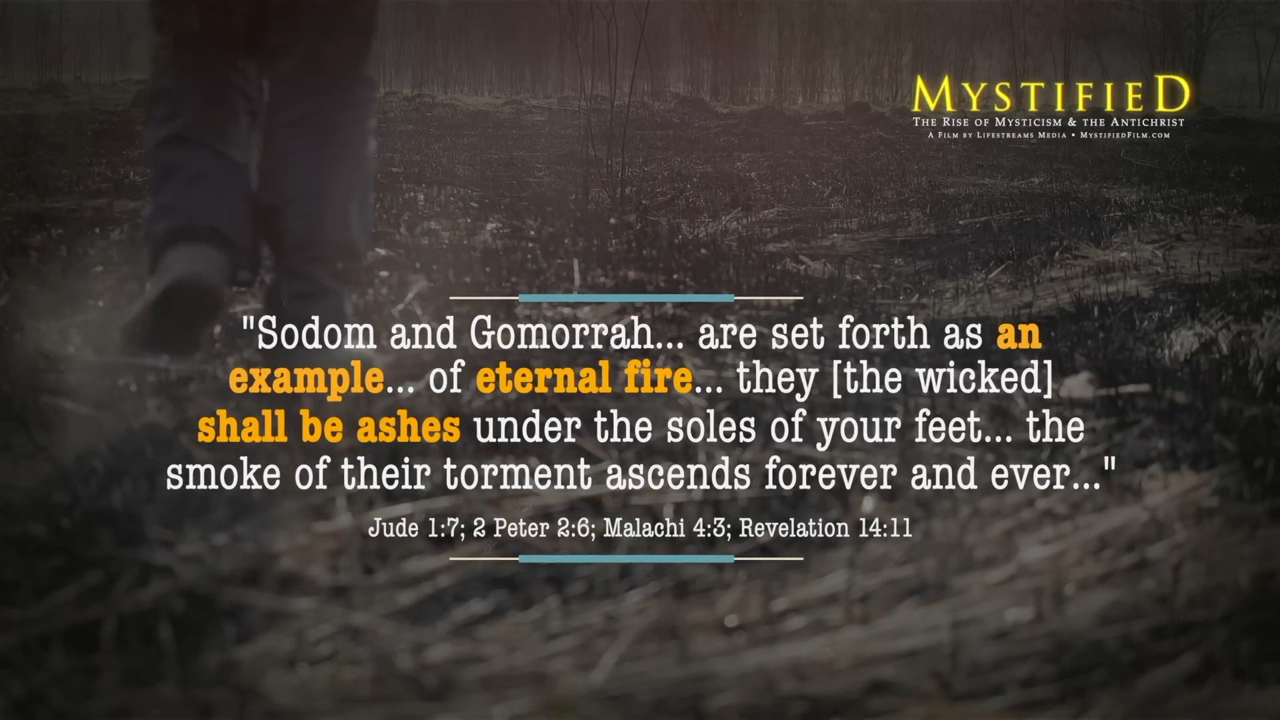 MYSTIFIED
THE RISE OF MYSTICISM & THE ANTICHRIST
A FILM BY LIFESTREAMS MEDIA • MYSTIFIEDFILM.COM
"Sodom and Gomorrah... are set forth as an
example... of eternal fire... they [the wicked]
shall be ashes under the soles of your feet... the
smoke of their torment ascends forever and ever..."
Jude 1:7; 2 Peter 2:6; Malachi 4:3; Revelation 14:11